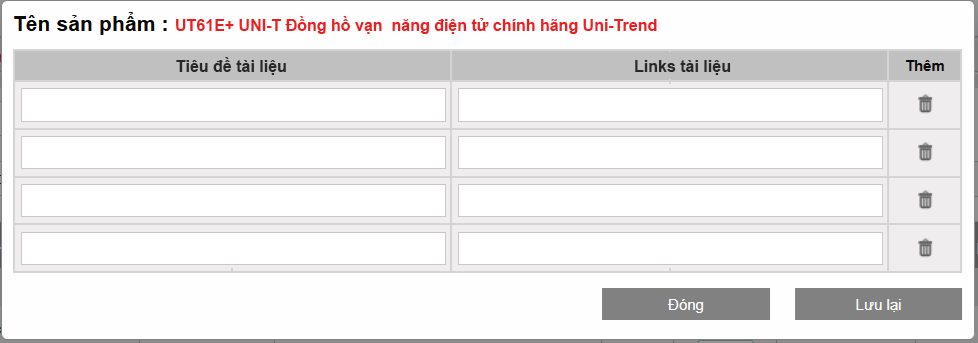 Tên sản phẩm : UT61E+ UNI-T Đồng hồ vạn năng điện tử chính hãng Uni-Trend
Tiêu đề tài liệu Links tài liệu Thêm
Đóng Lưu lại